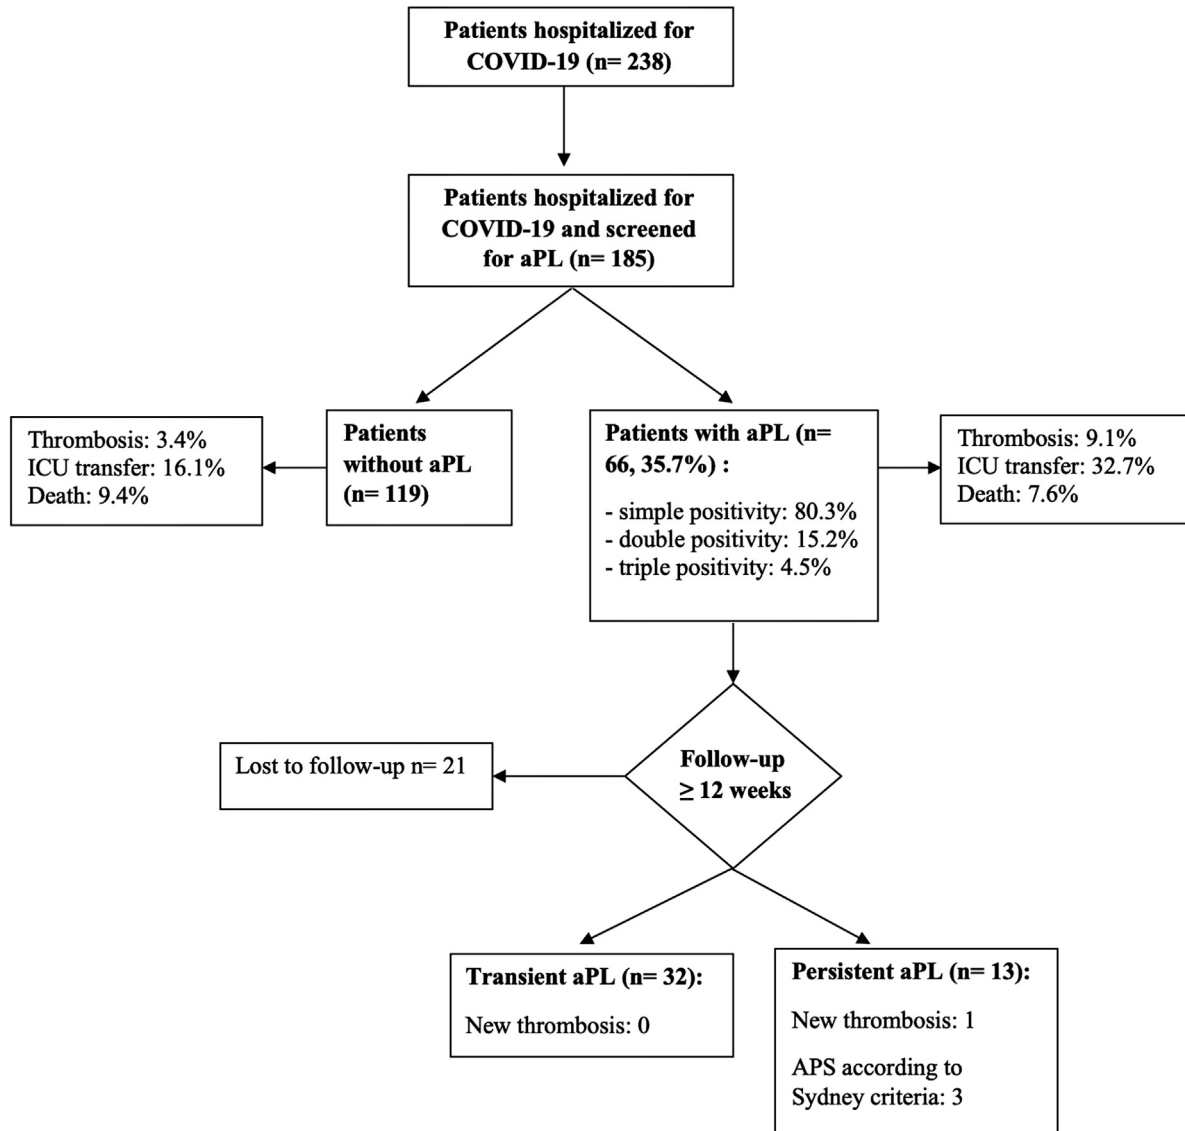 Patients hospitalized for
COVID-19 (n= 238)
Patients hospitalized for
COVID-19 and screened
for aPL (n= 185)
Thrombosis: 3.4%
ICU transfer: 16.1%
Death: 9.4%
Patients
without aPL
(n= 119)
Patients with aPL (n=
66, 35.7%) :
- simple positivity: 80.3%
- double positivity: 15.2%
- triple positivity: 4.5%
Thrombosis: 9.1%
ICU transfer: 32.7%
Death: 7.6%
Lost to follow-up n= 21
Follow-up
≥ 12 weeks
Transient aPL (n= 32):
New thrombosis: 0
Persistent aPL (n= 13):
New thrombosis: 1
APS according to
Sydney criteria: 3